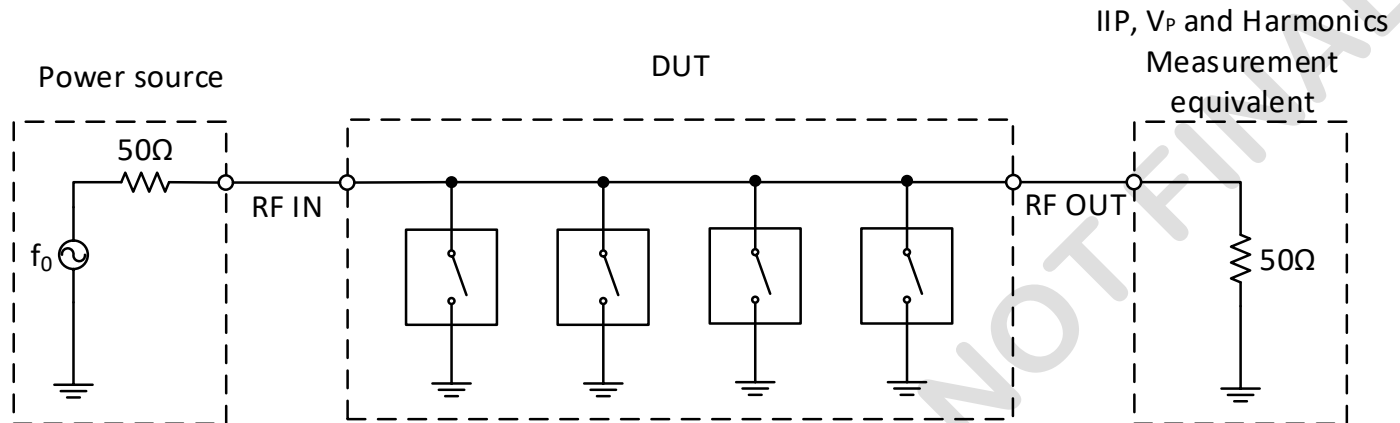 IIP, VP and Harmonics
Measurement
equivalent
DUT
Power source
50Ω
RF IN
RF OUT
f0
50Ω
NOT FINAL